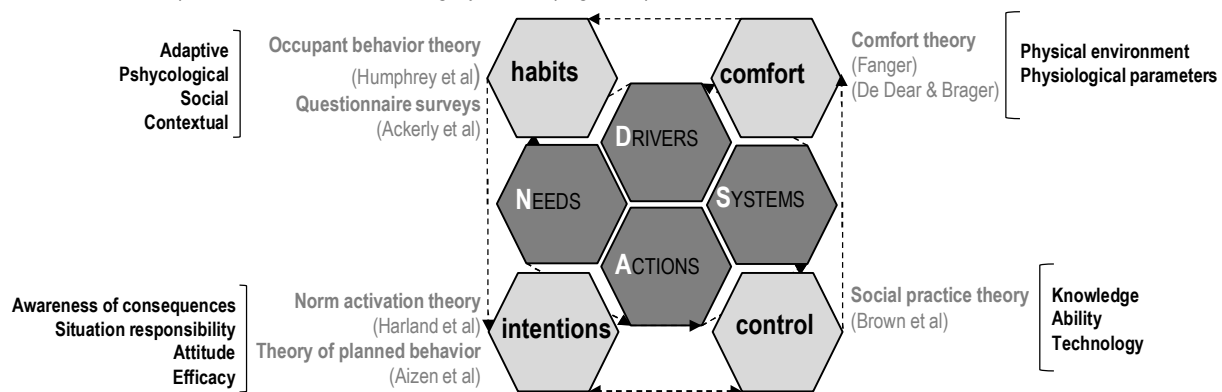 Adaptive
Pshycological
Social
Contextual
Occupant behavior theory
(Humphrey et al)
Questionnaire surveys
(Ackerly et al)
habits
comfort
Comfort theory
(Fanger)
(De Dear & Brager)
Physical environment
Physiological parameters
DRIVERS
NEEDS
SYSTEMS
ACTIONS
Awareness of consequences
Situation responsibility
Attitude
Efficacy
Norm activation theory
(Harland et al)
Theory of planned behavior
(Aizen et al)
intentions
control
Social practice theory
(Brown et al)
Knowledge
Ability
Technology